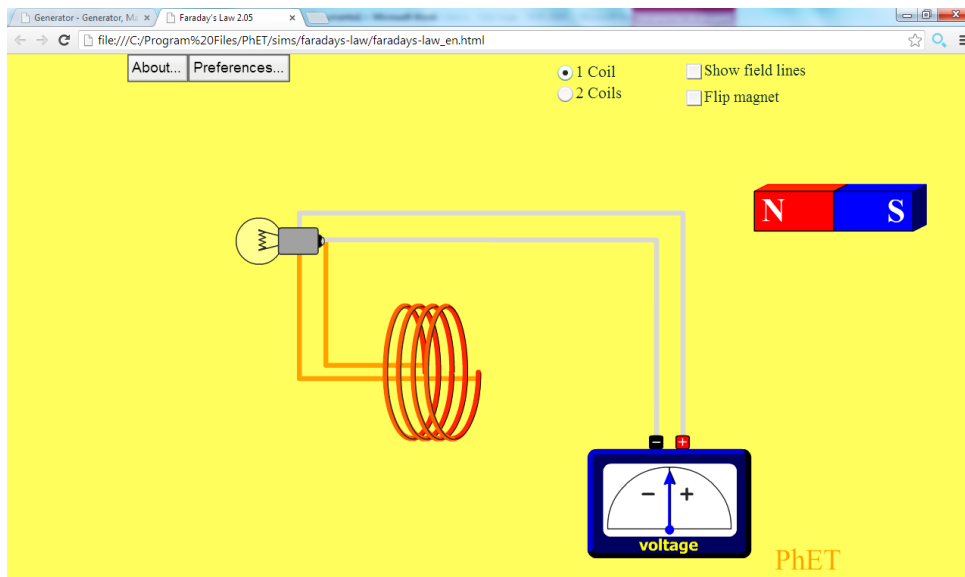 Generator - Generator, Ma
Faraday's Law 2.05
file:///C:/Program%20Files/PhET/sims/faradays-law/faradays-law_en.html
About...
Preferences...
1 Coil
Show field lines
2 Coils
Flip magnet
N S
− +
− +
voltage
PhET